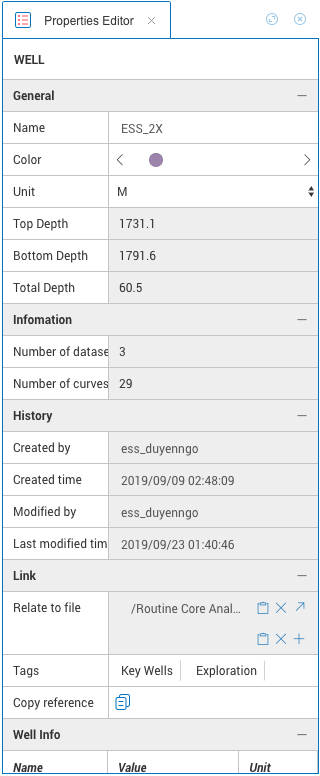 Properties Editor
WELL
General
Name ESS_2X
Color
Unit M
Top Depth 1731.1
Bottom Depth 1791.6
Total Depth 60.5
Infomation
Number of datase 3
Number of curves 29
History
Created by ess_duyenngo
Created time 2019/09/09 02:48:09
Modified by ess_duyenngo
Last modified tim 2019/09/23 01:40:46
Link
Relate to file /Routine Core Anal...
Tags Key Wells Exploration
Copy reference
Well Info
Name Value Unit